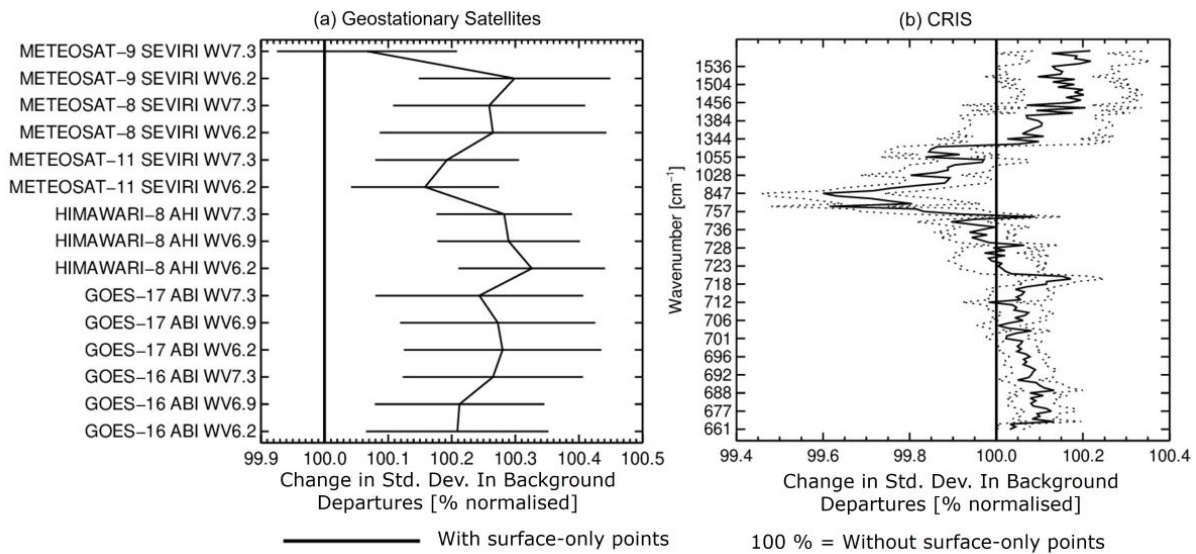 (a) Geostationary Satellites
METEOSAT−9 SEVIRI WV7.3
METEOSAT−9 SEVIRI WV6.2
METEOSAT−8 SEVIRI WV7.3
METEOSAT−8 SEVIRI WV6.2
METEOSAT−11 SEVIRI WV7.3
METEOSAT−11 SEVIRI WV6.2
HIMAWARI−8 AHI WV7.3
HIMAWARI−8 AHI WV6.9
HIMAWARI−8 AHI WV6.2
GOES−17 ABI WV7.3
GOES−17 ABI WV6.9
GOES−17 ABI WV6.2
GOES−16 ABI WV7.3
GOES−16 ABI WV6.9
GOES−16 ABI WV6.2
99.9 100.0 100.1 100.2 100.3 100.4 100.5
Change in Std. Dev. In Background
Departures [% normalised]
(b) CRIS
Wavenumber [cm⁻¹]
1536
1504
1456
1384
1344
1055
1028
847
757
736
728
723
718
712
706
701
696
692
688
677
661
99.4 99.6 99.8 100.0 100.2 100.4
Change in Std. Dev. In Background
Departures [% normalised]
With surface-only points
100 % = Without surface-only points